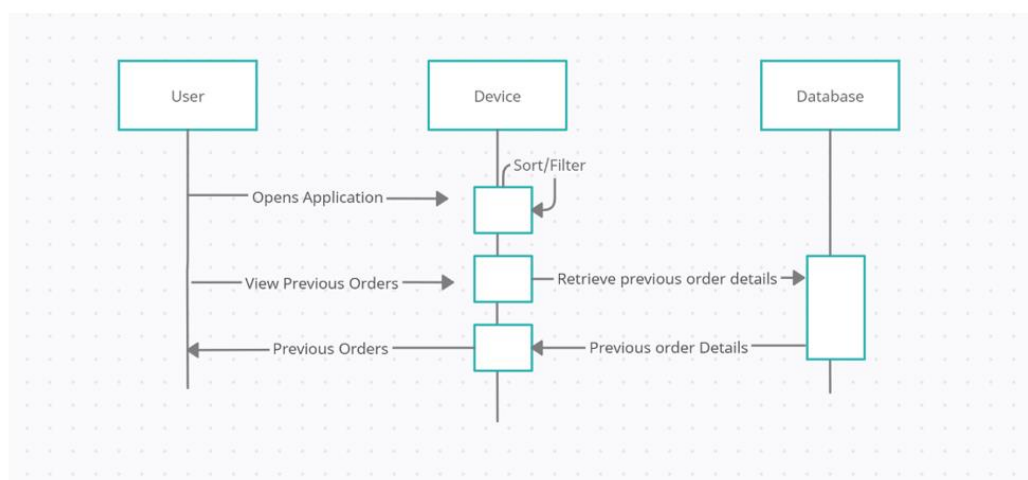 User
Device
Database
Sort/Filter
Opens Application
View Previous Orders
Retrieve previous order details
Previous Orders
Previous order Details